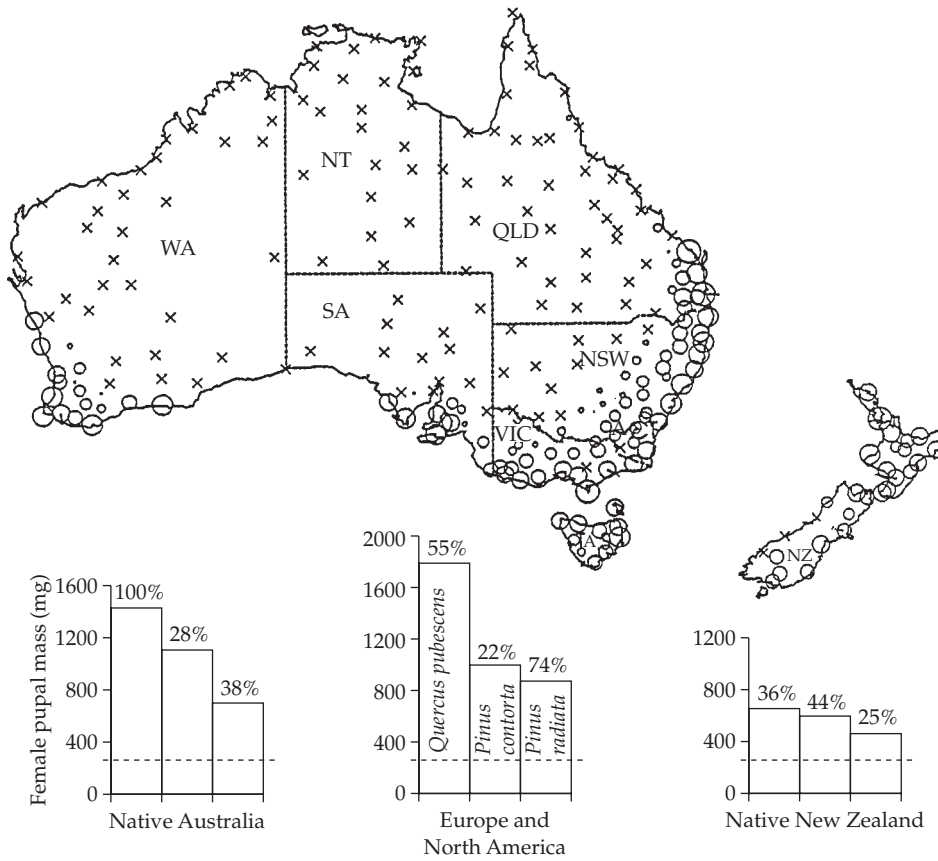 NT
WA
QLD
SA
NSW
VIC
A
A
NZ
Female pupal mass (mg)
1600
1200
800
400
0
100%
28%
38%
Native Australia
2000
1600
1200
800
400
0
55%
22%
74%
Quercus pubescens
Pinus
contorta
Pinus
radiata
Europe and
North America
1200
800
400
0
36%
44%
25%
Native New Zealand